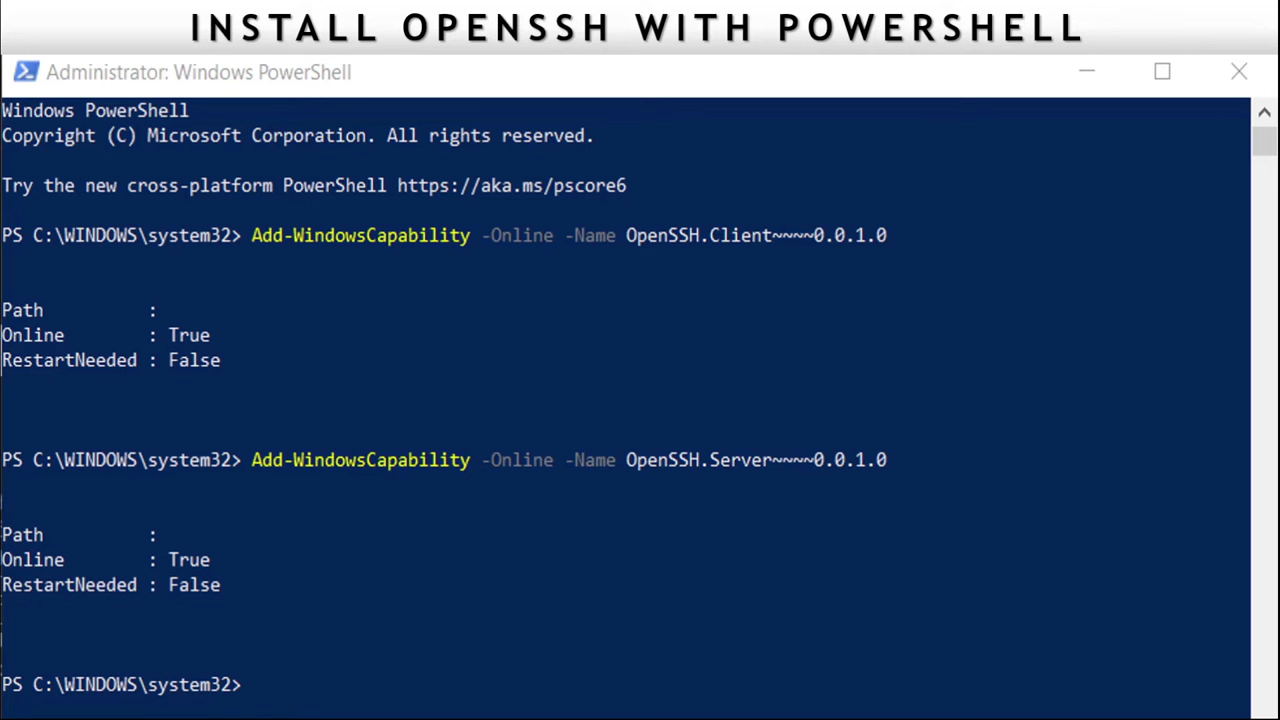 INSTALL OPENSSH WITH POWERSHELL
Administrator: Windows PowerShell
Windows PowerShell
Copyright (C) Microsoft Corporation. All rights reserved.
Try the new cross-platform PowerShell https://aka.ms/pscore6
PS C:\WINDOWS\system32> Add-WindowsCapability -Online -Name OpenSSH.Client~~~~0.0.1.0
Path          :
Online        : True
RestartNeeded : False
PS C:\WINDOWS\system32> Add-WindowsCapability -Online -Name OpenSSH.Server~~~~0.0.1.0
Path          :
Online        : True
RestartNeeded : False
PS C:\WINDOWS\system32>